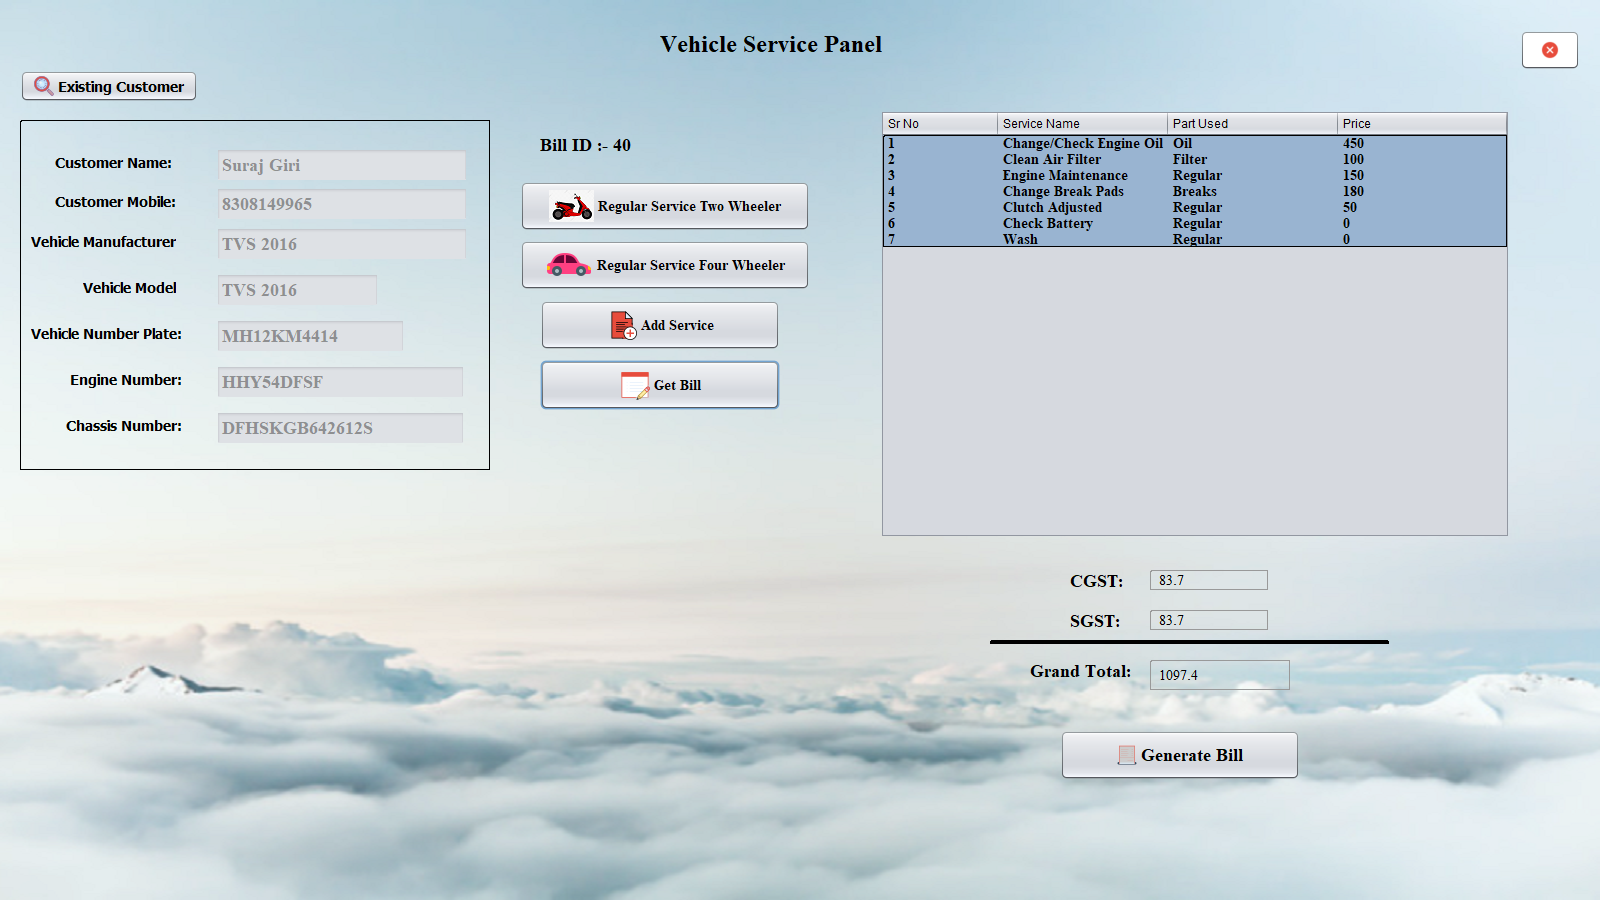 Vehicle Service Panel
Existing Customer
Customer Name: Suraj Giri
Customer Mobile: 8308149965
Vehicle Manufacturer TVS 2016
Vehicle Model TVS 2016
Vehicle Number Plate: MH12KM4414
Engine Number: HHY54DFSF
Chassis Number: DFHSKGB642612S
Bill ID :- 40
Regular Service Two Wheeler
Regular Service Four Wheeler
Add Service
Get Bill
Sr No Service Name Part Used Price
1 Change/Check Engine Oil Oil 450
2 Clean Air Filter Filter 100
3 Engine Maintenance Regular 150
4 Change Break Pads Breaks 180
5 Clutch Adjusted Regular 50
6 Check Battery Regular 0
7 Wash Regular 0
CGST: 83.7
SGST: 83.7
Grand Total: 1097.4
Generate Bill